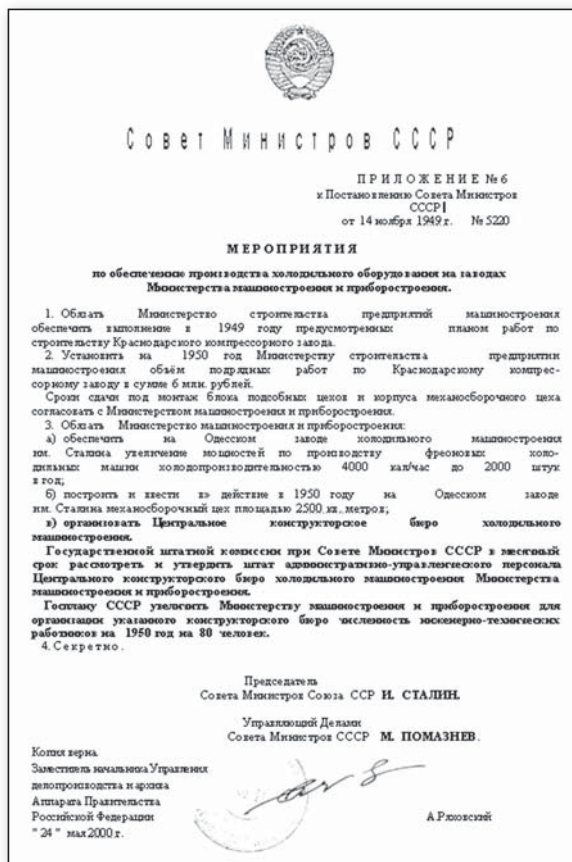 Совет Министров СССР
ПРИЛОЖЕНИЕ № 6
к Постановлению Совета Министров
СССР
от 14 ноября 1949 г. № 5220
МЕРОПРИЯТИЯ
по обеспечению производства холодильного оборудования на заводах
Министерства машиностроения и приборостроения.
1. Обязать Министерство строительства предприятий машиностроения
обеспечить выполнение в 1949 году предусмотренных планом работ по
строительству Краснодарского компрессорного завода.
2. Установить на 1950 год Министерству строительства предприятии
машиностроения объём подрядных работ по Краснодарскому компрес-
сорному заводу в сумме 6 млн. рублей.
Сроки сдачи под монтаж блока подсобных цехов и корпуса механосборочного цеха
согласовать с Министерством машиностроения и приборостроения.
3. Обязать Министерство машиностроения и приборостроения:
а) обеспечить на Одесском заводе холодильного машиностроения
им. Сталина увеличение мощностей по производству фреоновых холо-
дильных машин холодопроизводительностью 4000 кал/час до 2000 штук
в год;
б) построить и ввести в» действие в 1950 году на Одесском заводе
им. Сталина механосборочный цех площадью 2500 кв. метров;
в) организовать Центральное конструкторское бюро холодильного
машиностроения.
Государственной штатной комиссии при Совете Министров СССР в месячный
срок рассмотреть и утвердить штат административно-управленческого персонала
Центрального конструкторского бюро холодильного машиностроения Министерства
машиностроения и приборостроения.
Госплану СССР увеличить Министерству машиностроения и приборостроения для
организации указанного конструкторского бюро численность инженерно-технических
работников на 1950 год на 80 человек.
4. Секретно.
Председатель
Совета Министров Союза ССР И. СТАЛИН.
Управляющий Делами
Совета Министров СССР М. ПОМАЗНЕВ.
Копия верна
Заместитель начальника Управления
делопроизводства и архива
Аппарата Правительства
Российской Федерации
А.Ряховский
" 24 " мая 2000 г.